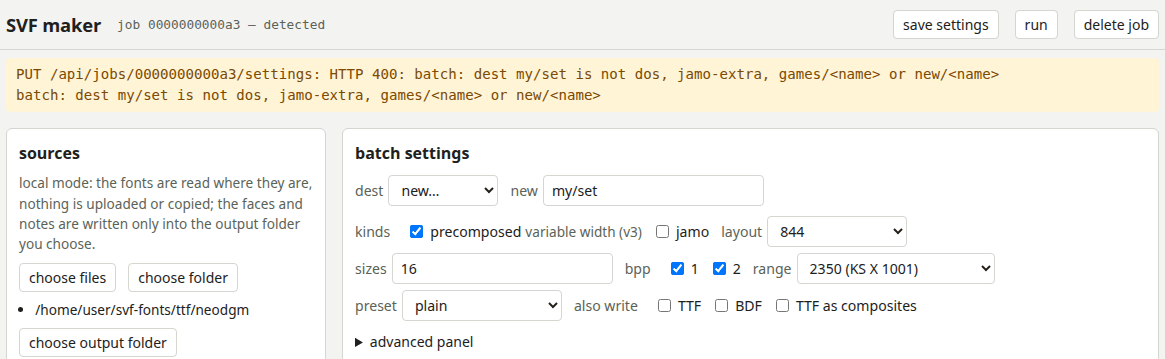 SVF maker job 0000000000a3 — detected save settings run delete job
PUT /api/jobs/0000000000a3/settings: HTTP 400: batch: dest my/set is not dos, jamo-extra, games/<name> or new/<name>
batch: dest my/set is not dos, jamo-extra, games/<name> or new/<name>
sources
local mode: the fonts are read where they are,
nothing is uploaded or copied; the faces and
notes are written only into the output folder
you choose.
choose files choose folder
• /home/user/svf-fonts/ttf/neodgm
choose output folder
batch settings
dest new... new my/set
kinds precomposed variable width (v3) jamo layout 844
sizes 16 bpp 1 2 range 2350 (KS X 1001)
preset plain also write TTF BDF TTF as composites
▶ advanced panel